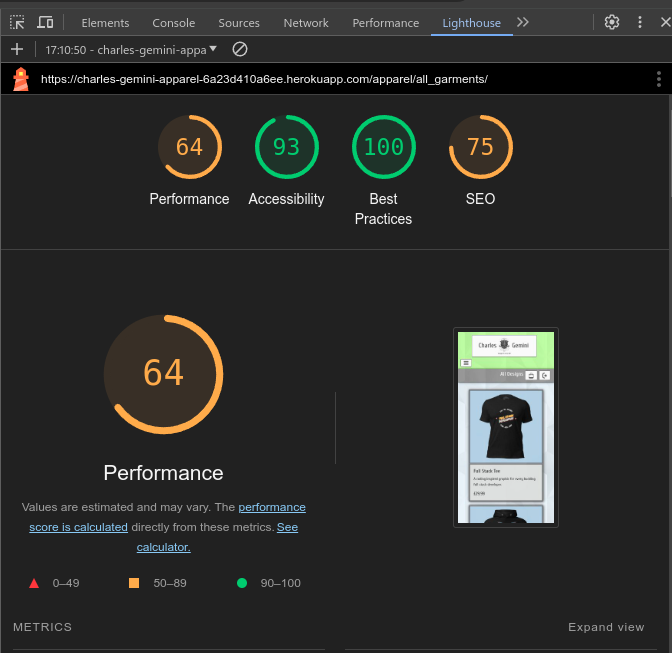 Elements Console Sources Network Performance Lighthouse
17:10:50 - charles-gemini-appa
https://charles-gemini-apparel-6a23d410a6ee.herokuapp.com/apparel/all_garments/
64 93 100 75
Performance Accessibility Best Practices SEO
64
Performance
Values are estimated and may vary. The performance
score is calculated directly from these metrics. See
calculator.
0–49 50–89 90–100
Charles Gemini
All Designs
Full Stack Tee
METRICS Expand view